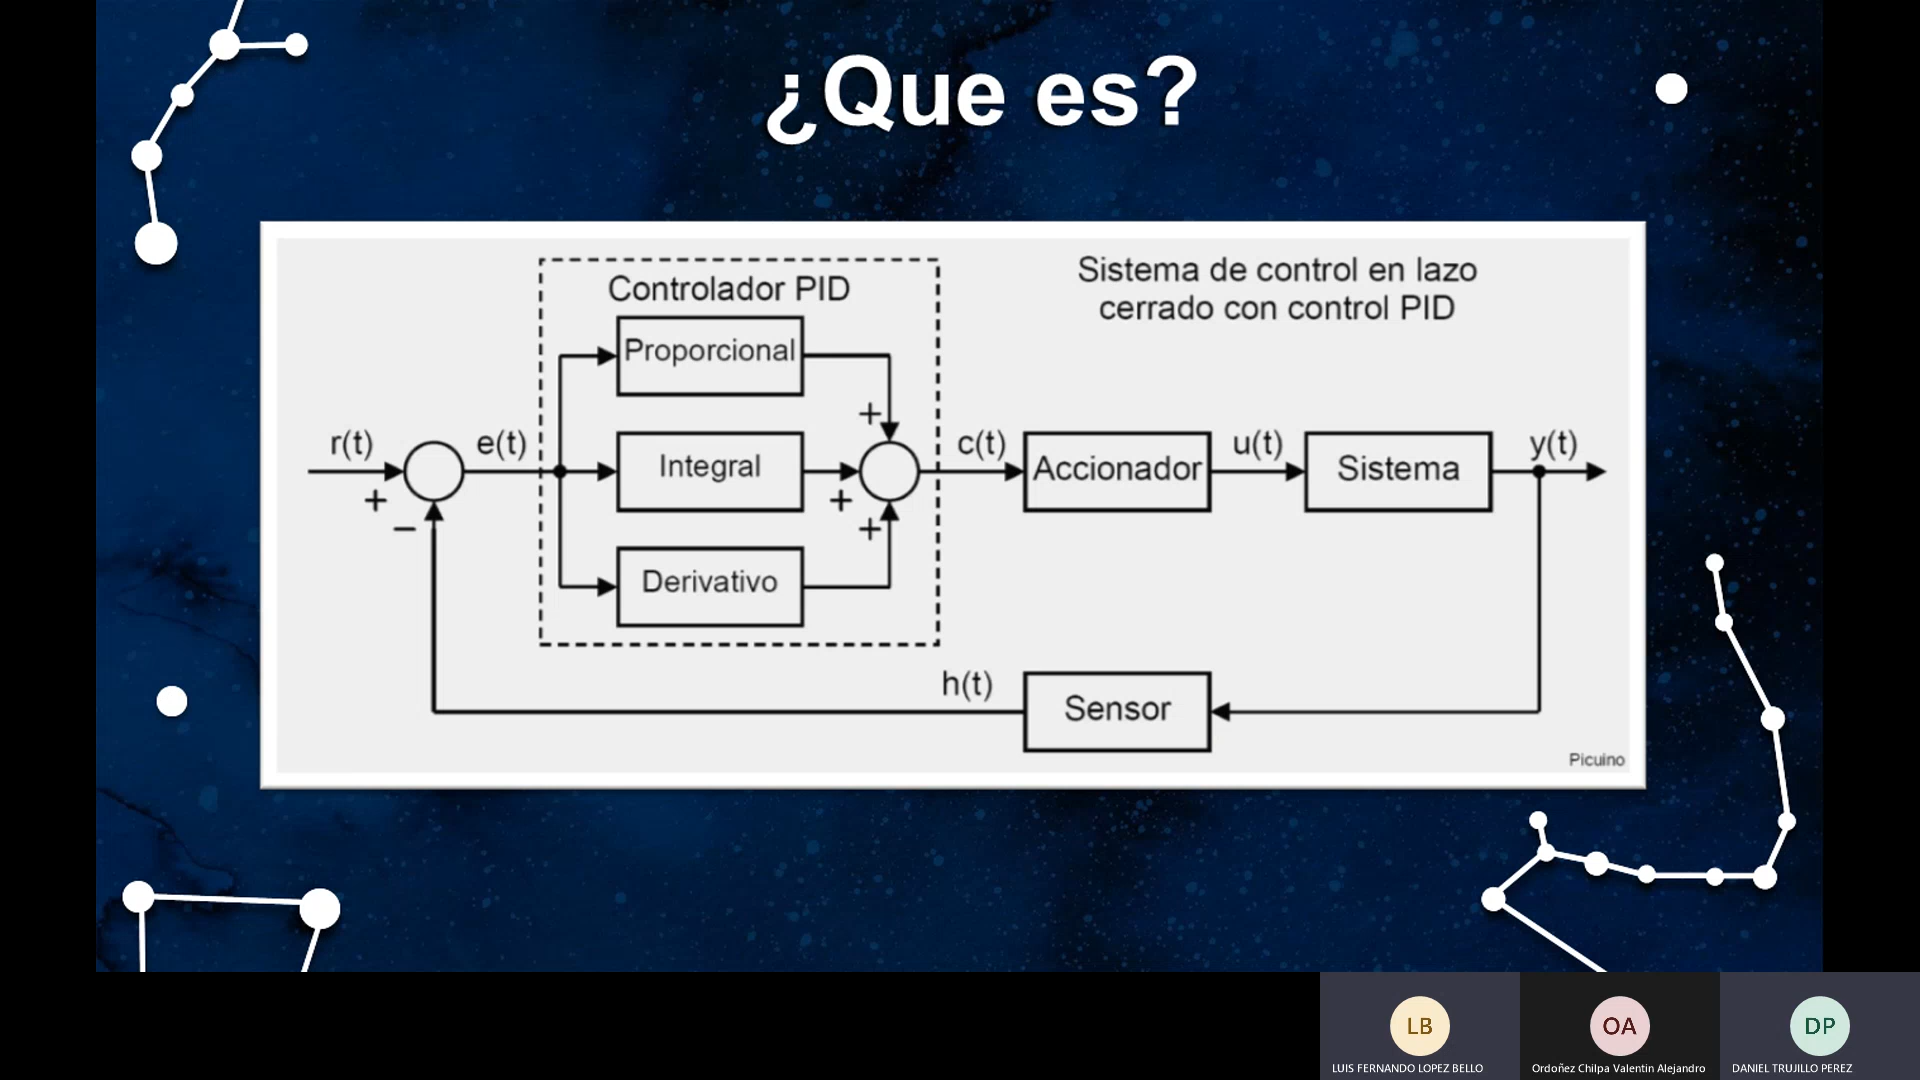 ¿Que es?
Controlador PID
Sistema de control en lazo
cerrado con control PID
Proporcional
+
r(t)
e(t)
Integral
c(t)
Accionador
u(t)
Sistema
y(t)
+
+
−
+
Derivativo
h(t)
Sensor
Picuino
LB
OA
DP
LUIS FERNANDO LOPEZ BELLO
Ordoñez Chilpa Valentin Alejandro
DANIEL TRUJILLO PEREZ